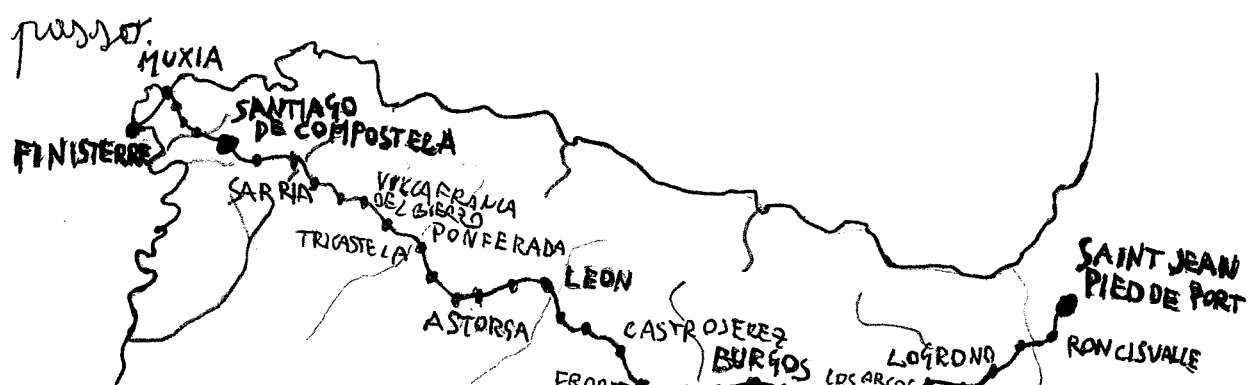 passo.
MUXIA
SANTIAGO
DE COMPOSTELA
FINISTERRE
SARRIA
VILLAFRANCA
DEL BIERZO
TRICASTELA
PONFERADA
LEON
ASTORGA
SAINT JEAN
PIED DE PORT
CASTROJEREZ
BURGOS
LOGRONO
RONCISVALLE
LOS ARCOS